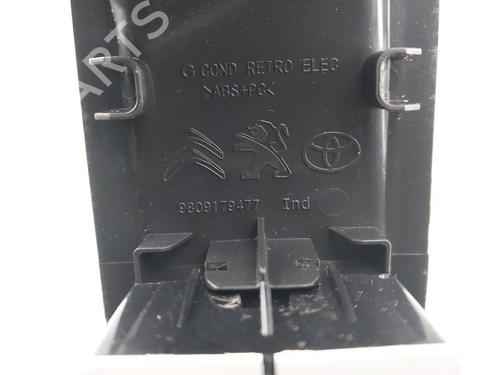 G COND RETRO ELEC
>ABS+PC<
9809179477 Ind